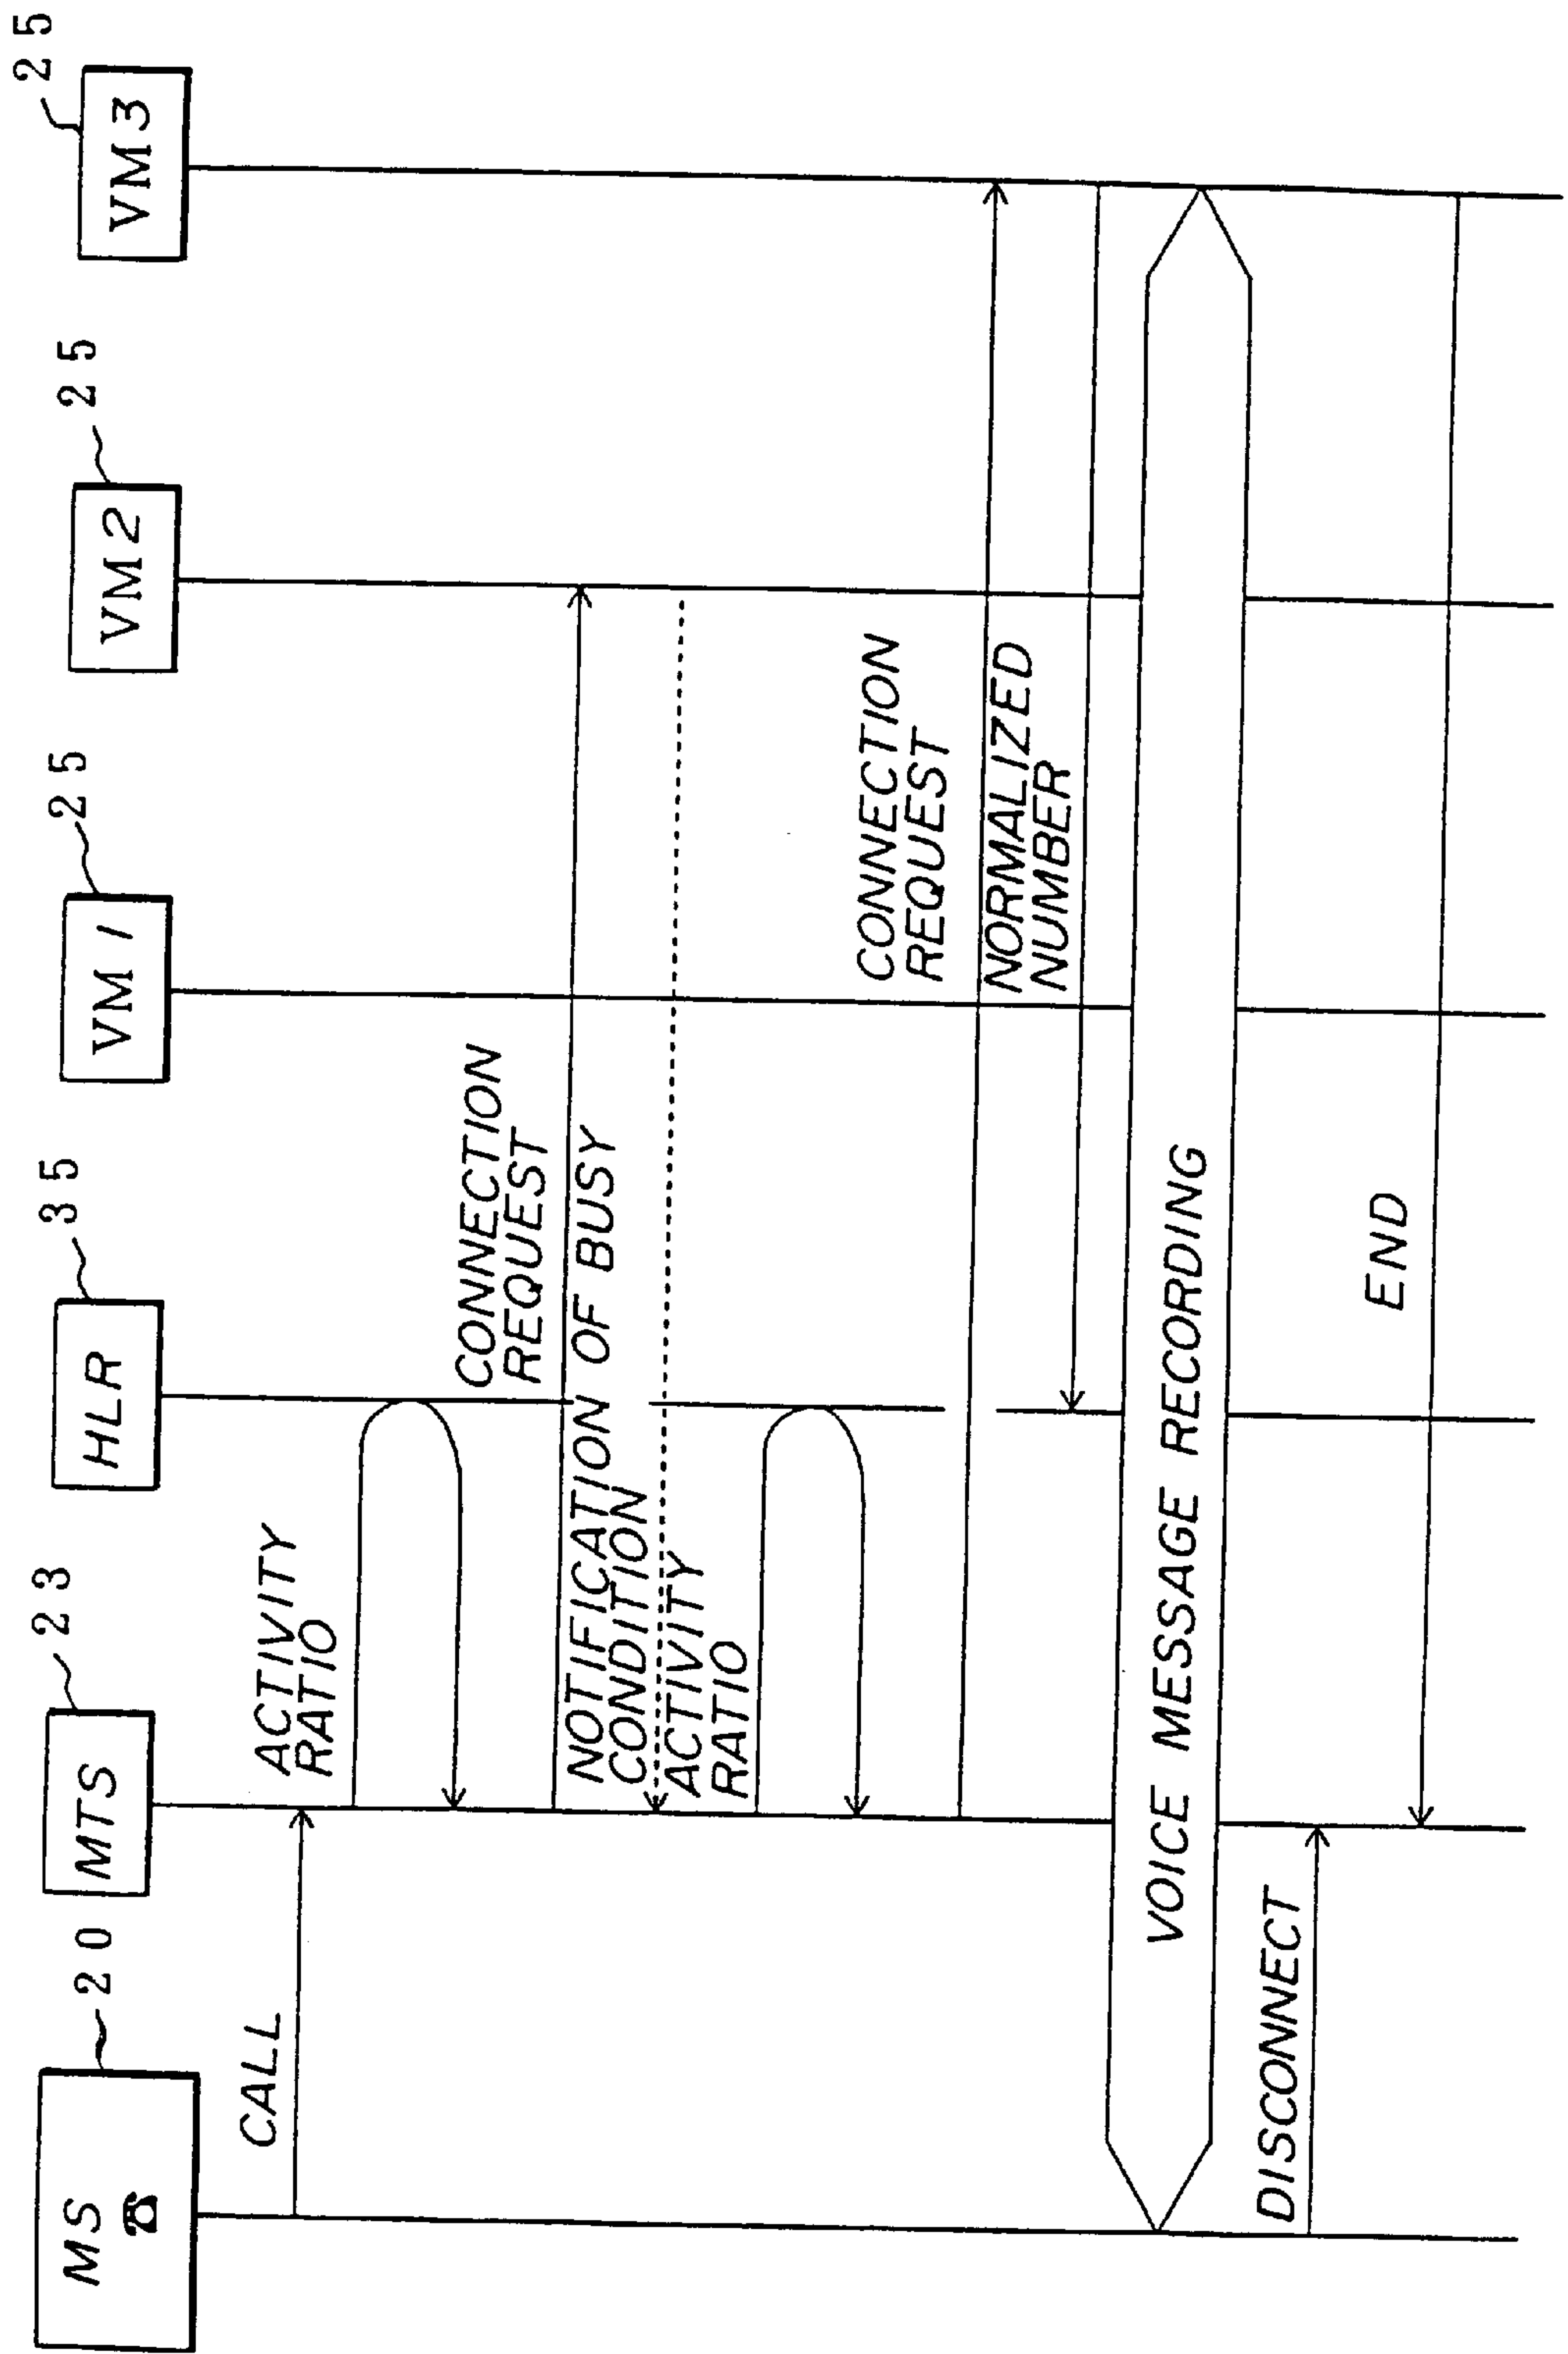 20
23
35
25
25
25
MS
MTS
HLR
VM1
VM2
VM3
CALL
ACTIVITY
RATIO
CONNECTION
REQUEST
NOTIFICATION OF BUSY
CONDITION
ACTIVITY
RATIO
CONNECTION
REQUEST
NORMALIZED
NUMBER
VOICE MESSAGE RECORDING
DISCONNECT
END